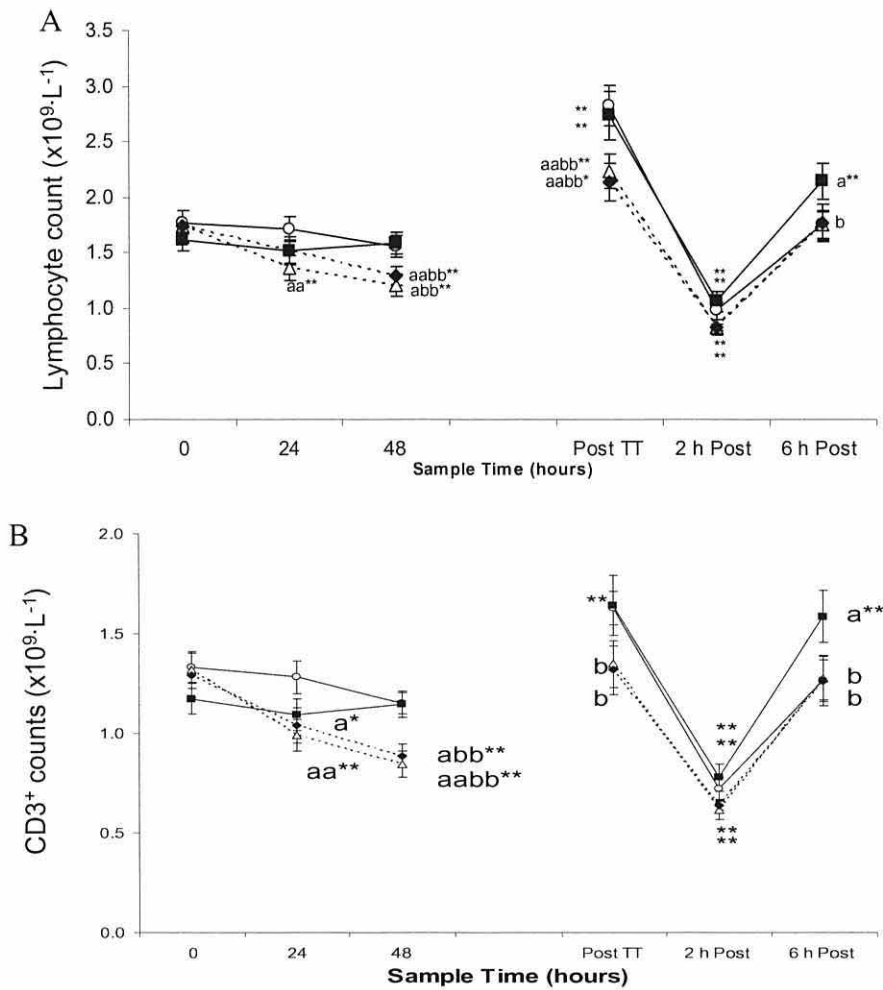 A
Lymphocyte count (x10⁹·L⁻¹)
3.5
3.0
2.5
2.0
1.5
1.0
0.5
0.0
**
**
aabb**
aabb*
a**
b
aabb**
abb**
aa**
**
**
**
**
0 24 48 Post TT 2 h Post 6 h Post
Sample Time (hours)
B
CD3⁺ counts (x10⁹·L⁻¹)
2.0
1.5
1.0
0.5
0.0
**
a**
b
b
b
b
a*
aa**
abb**
aabb**
**
**
**
**
0 24 48 Post TT 2 h Post 6 h Post
Sample Time (hours)